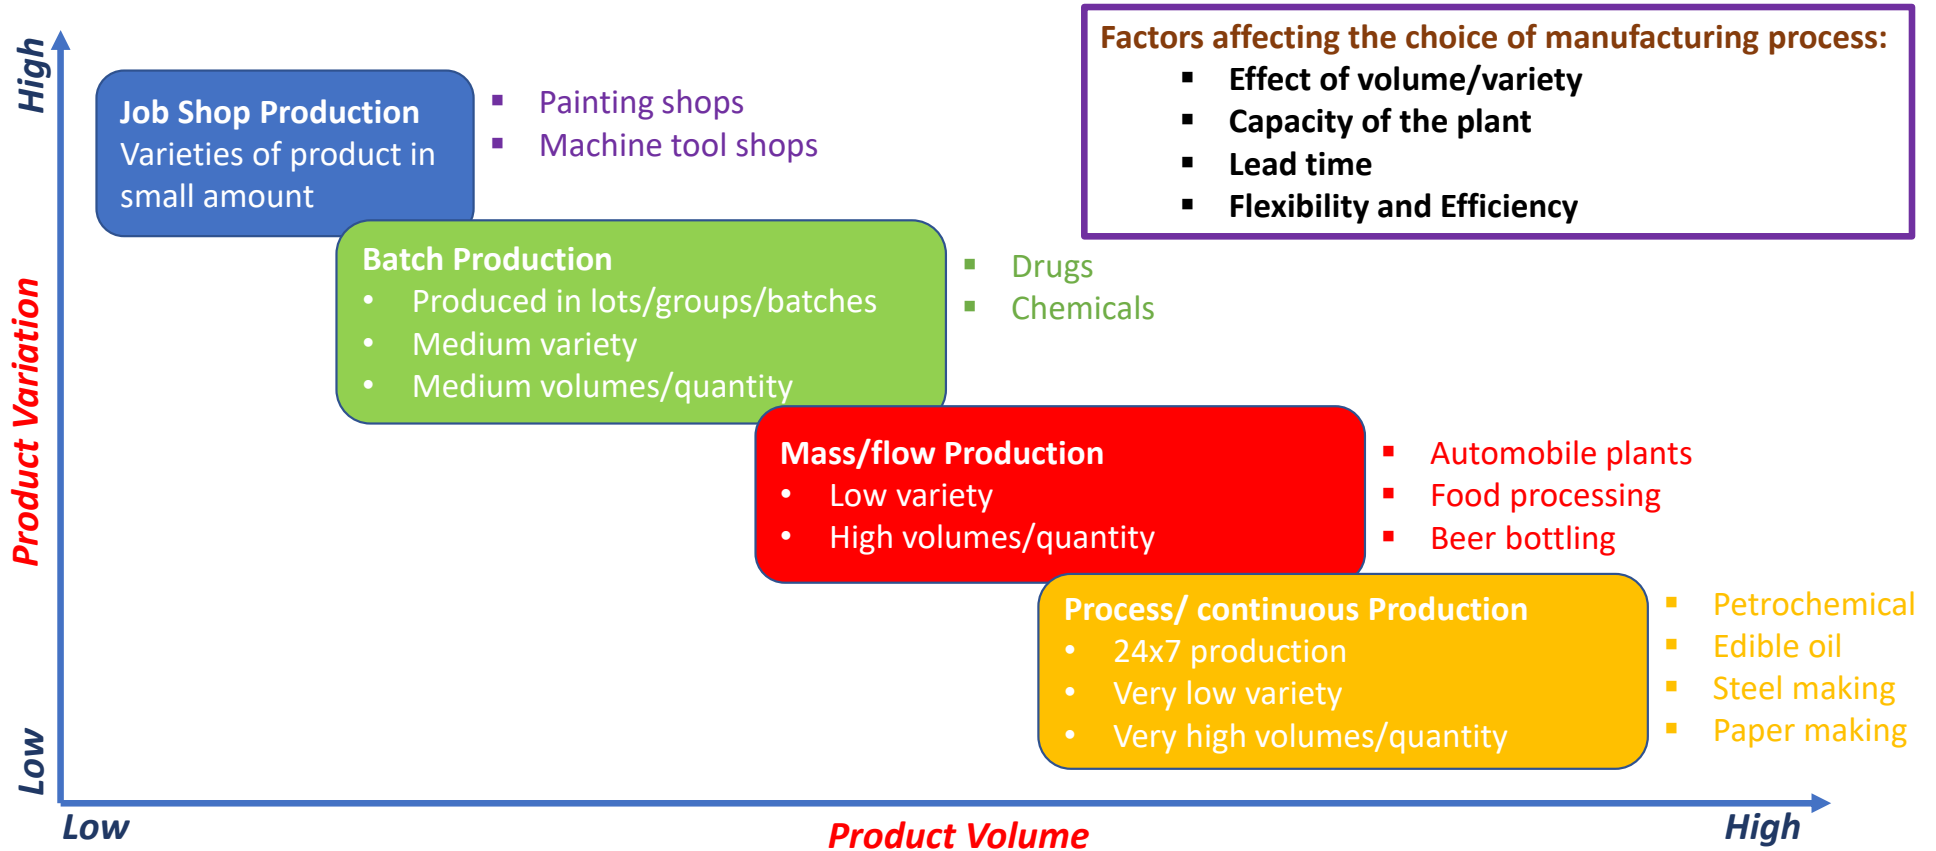 Factors affecting the choice of manufacturing process:
▪ Effect of volume/variety
▪ Capacity of the plant
▪ Lead time
▪ Flexibility and Efficiency
High
Product Variation
Low
Job Shop Production
Varieties of product in
small amount
▪ Painting shops
▪ Machine tool shops
Batch Production
• Produced in lots/groups/batches
• Medium variety
• Medium volumes/quantity
▪ Drugs
▪ Chemicals
Mass/flow Production
• Low variety
• High volumes/quantity
▪ Automobile plants
▪ Food processing
▪ Beer bottling
Process/ continuous Production
• 24x7 production
• Very low variety
• Very high volumes/quantity
▪ Petrochemical
▪ Edible oil
▪ Steel making
▪ Paper making
Low
Product Volume
High